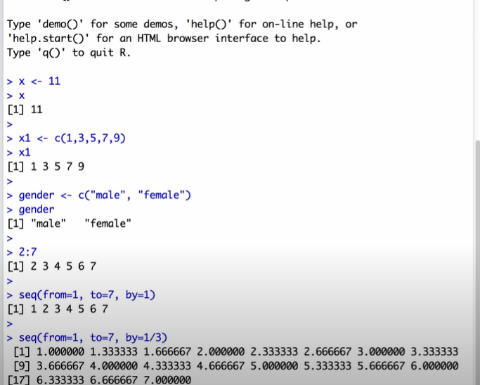 Type 'demo()' for some demos, 'help()' for on-line help, or
'help.start()' for an HTML browser interface to help.
Type 'q()' to quit R.
> x <- 11
> x
[1] 11
>
> x1 <- c(1,3,5,7,9)
> x1
[1] 1 3 5 7 9
>
> gender <- c("male", "female")
> gender
[1] "male"   "female"
>
> 2:7
[1] 2 3 4 5 6 7
>
> seq(from=1, to=7, by=1)
[1] 1 2 3 4 5 6 7
>
> seq(from=1, to=7, by=1/3)
[1] 1.000000 1.333333 1.666667 2.000000 2.333333 2.666667 3.000000 3.333333
[9] 3.666667 4.000000 4.333333 4.666667 5.000000 5.333333 5.666667 6.000000
[17] 6.333333 6.666667 7.000000